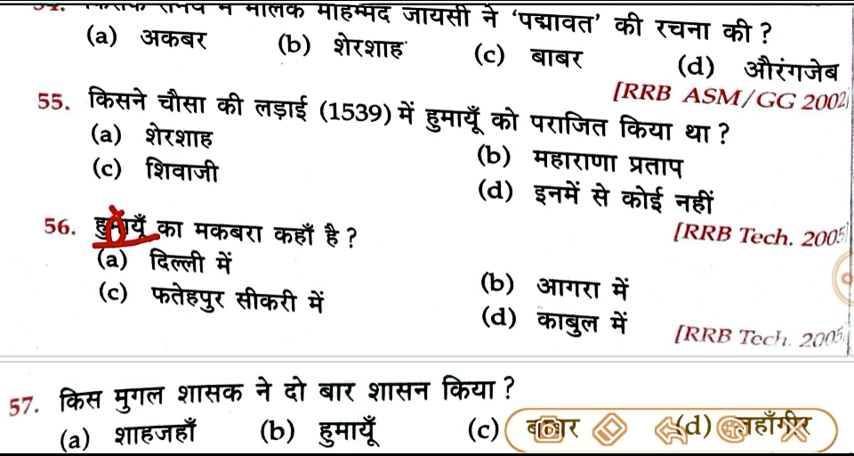 मलिक मोहम्मद जायसी ने ‘पद्मावत’ की रचना की ?
(a) अकबर (b) शेरशाह (c) बाबर (d) औरंगजेब
[RRB ASM/GG 2002]
55. किसने चौसा की लड़ाई (1539) में हुमायूँ को पराजित किया था ?
(a) शेरशाह (b) महाराणा प्रताप
(c) शिवाजी (d) इनमें से कोई नहीं
[RRB Tech. 2005]
56. हुमायूँ का मकबरा कहाँ है ?
(a) दिल्ली में (b) आगरा में
(c) फतेहपुर सीकरी में (d) काबुल में
[RRB Tech. 2005,
57. किस मुगल शासक ने दो बार शासन किया ?
(a) शाहजहाँ (b) हुमायूँ (c) (d) जहाँगीर